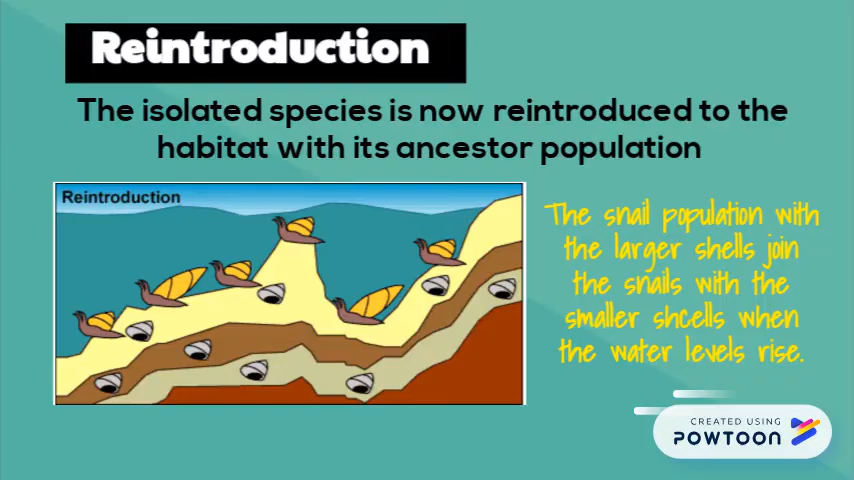 Reintroduction
The isolated species is now reintroduced to the
habitat with its ancestor population
Reintroduction
The snail population with
the larger shells join
the snails with the
smaller shcells when
the water levels rise.
CREATED USING
POWTOON